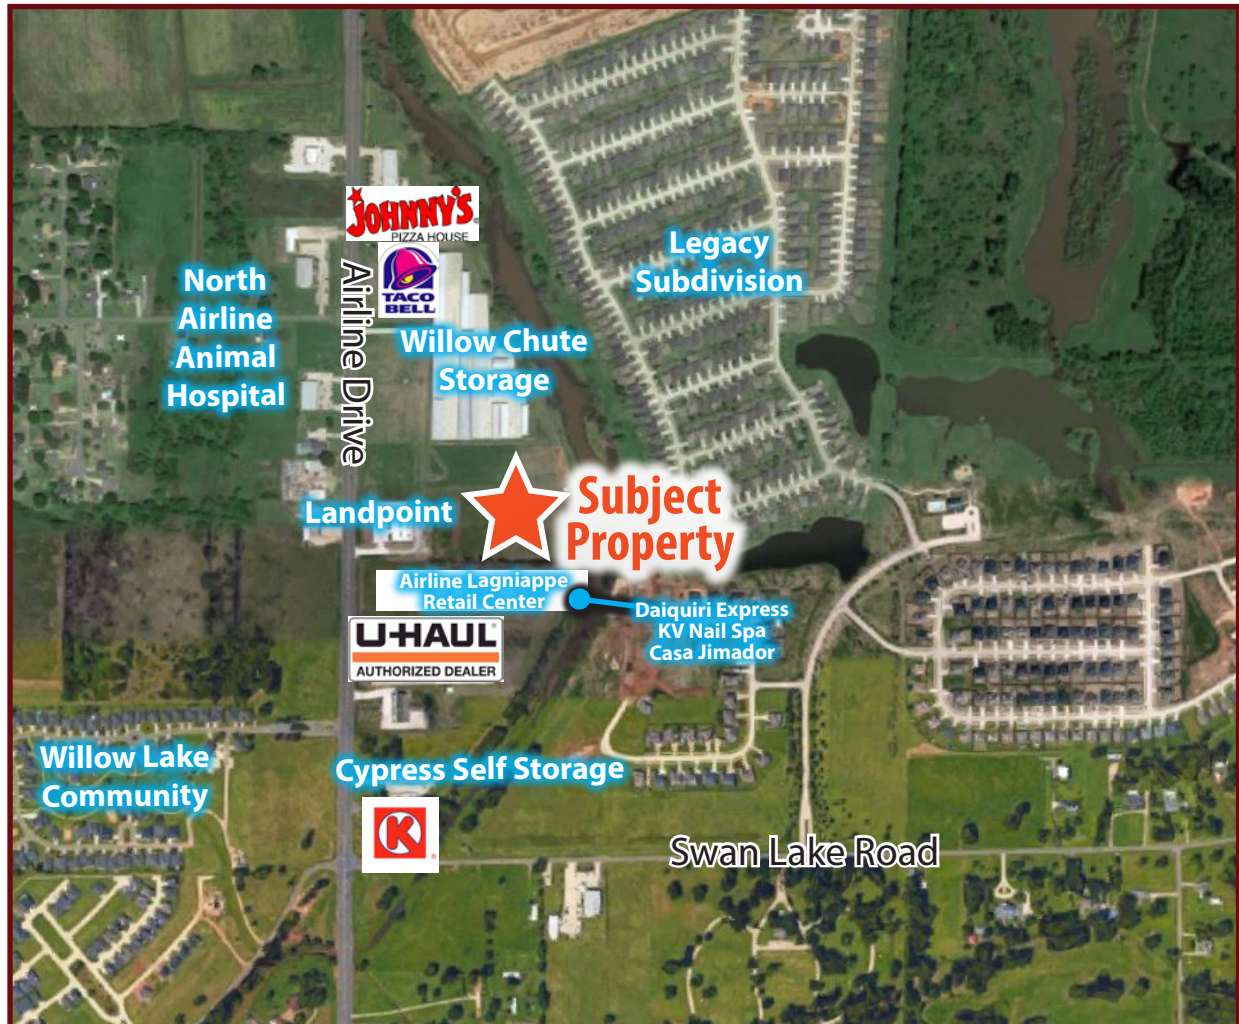 JOHNNY'S
PIZZA HOUSE
TACO
BELL
Legacy
Subdivision
North
Airline
Animal
Hospital
Airline Drive
Willow Chute
Storage
Landpoint
Subject
Property
Airline Lagniappe
Retail Center
Daiquiri Express
KV Nail Spa
Casa Jimador
U-HAUL®
AUTHORIZED DEALER
Willow Lake
Community
Cypress Self Storage
K®
Swan Lake Road